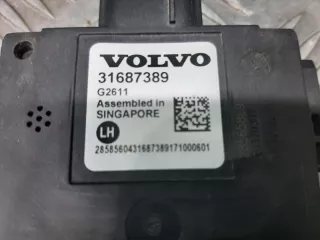 VOLVO
31687389
G2611
Assembled in
SINGAPORE
LH
2858560431687389171000601